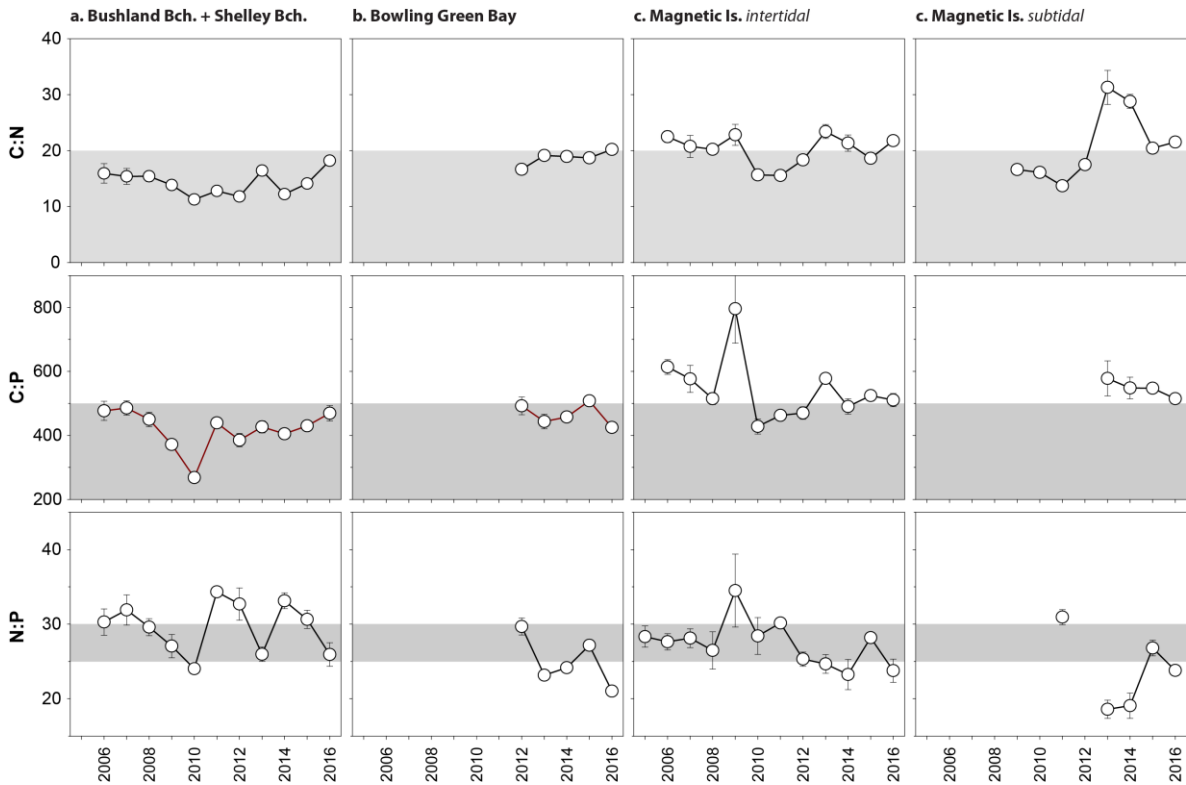 a. Bushland Bch. + Shelley Bch. b. Bowling Green Bay c. Magnetic Is. intertidal c. Magnetic Is. subtidal
40
30
C:N
20
10
0
800
C:P
600
400
200
40
N:P
30
20
2006 2008 2010 2012 2014 2016 2006 2008 2010 2012 2014 2016 2006 2008 2010 2012 2014 2016 2006 2008 2010 2012 2014 2016